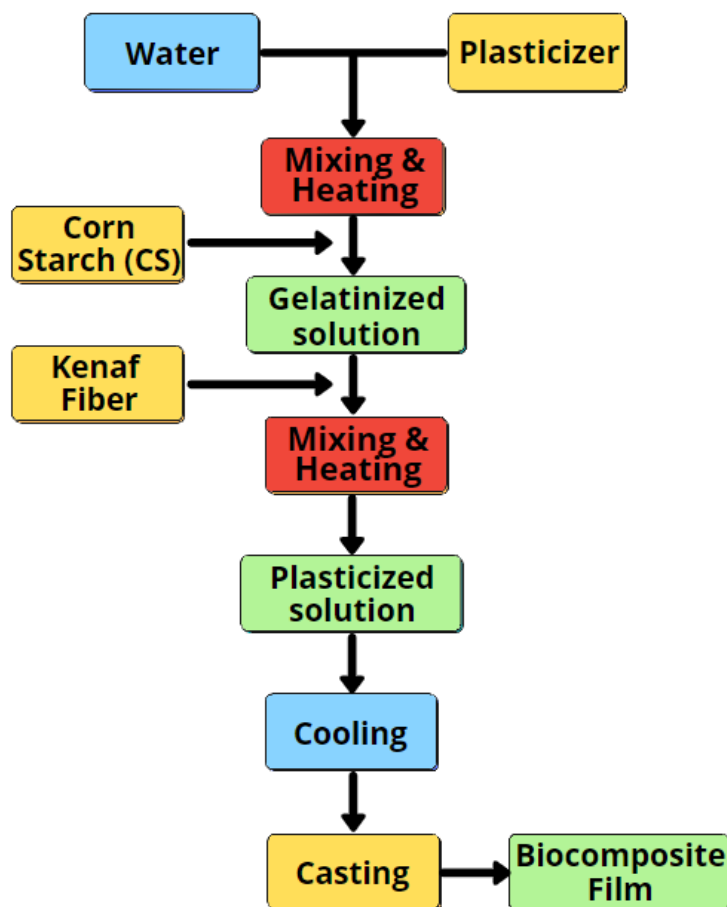 Water
Plasticizer
Mixing &
Heating
Corn
Starch (CS)
Gelatinized
solution
Kenaf
Fiber
Mixing &
Heating
Plasticized
solution
Cooling
Casting
Biocomposite
Film